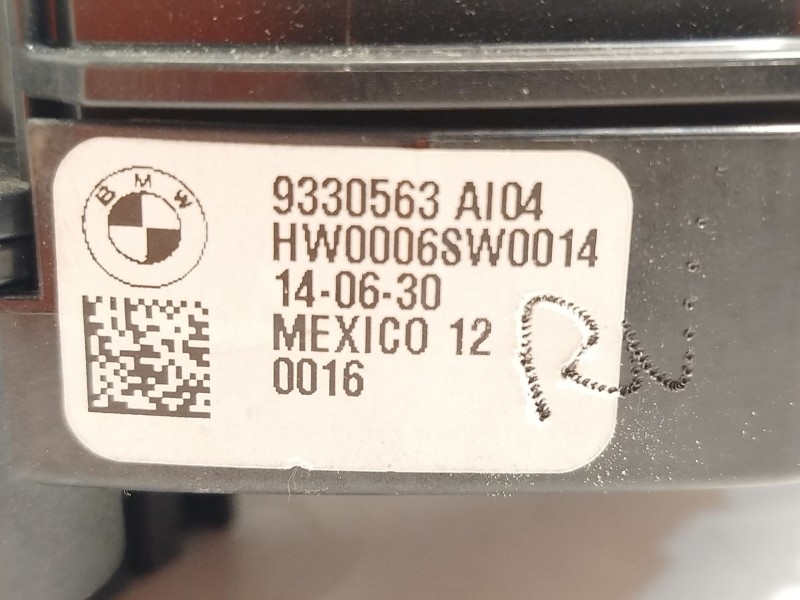 BMW
9330563 AI04
HW0006SW0014
14-06-30
MEXICO 12
0016